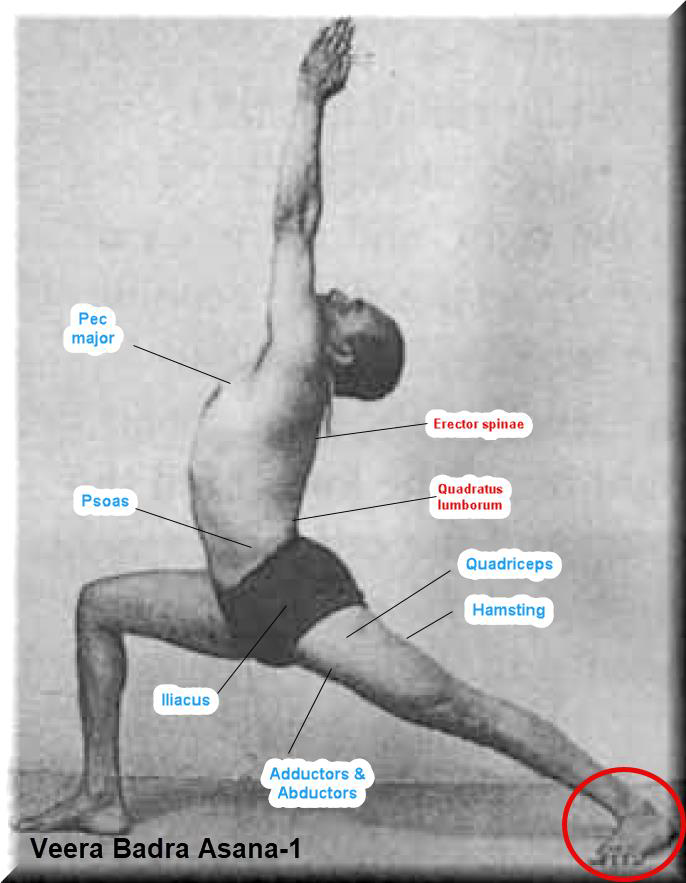 Pec
major
Erector spinae
Psoas
Quadratus
lumborum
Quadriceps
Hamsting
Iliacus
Adductors &
Abductors
Veera Badra Asana-1